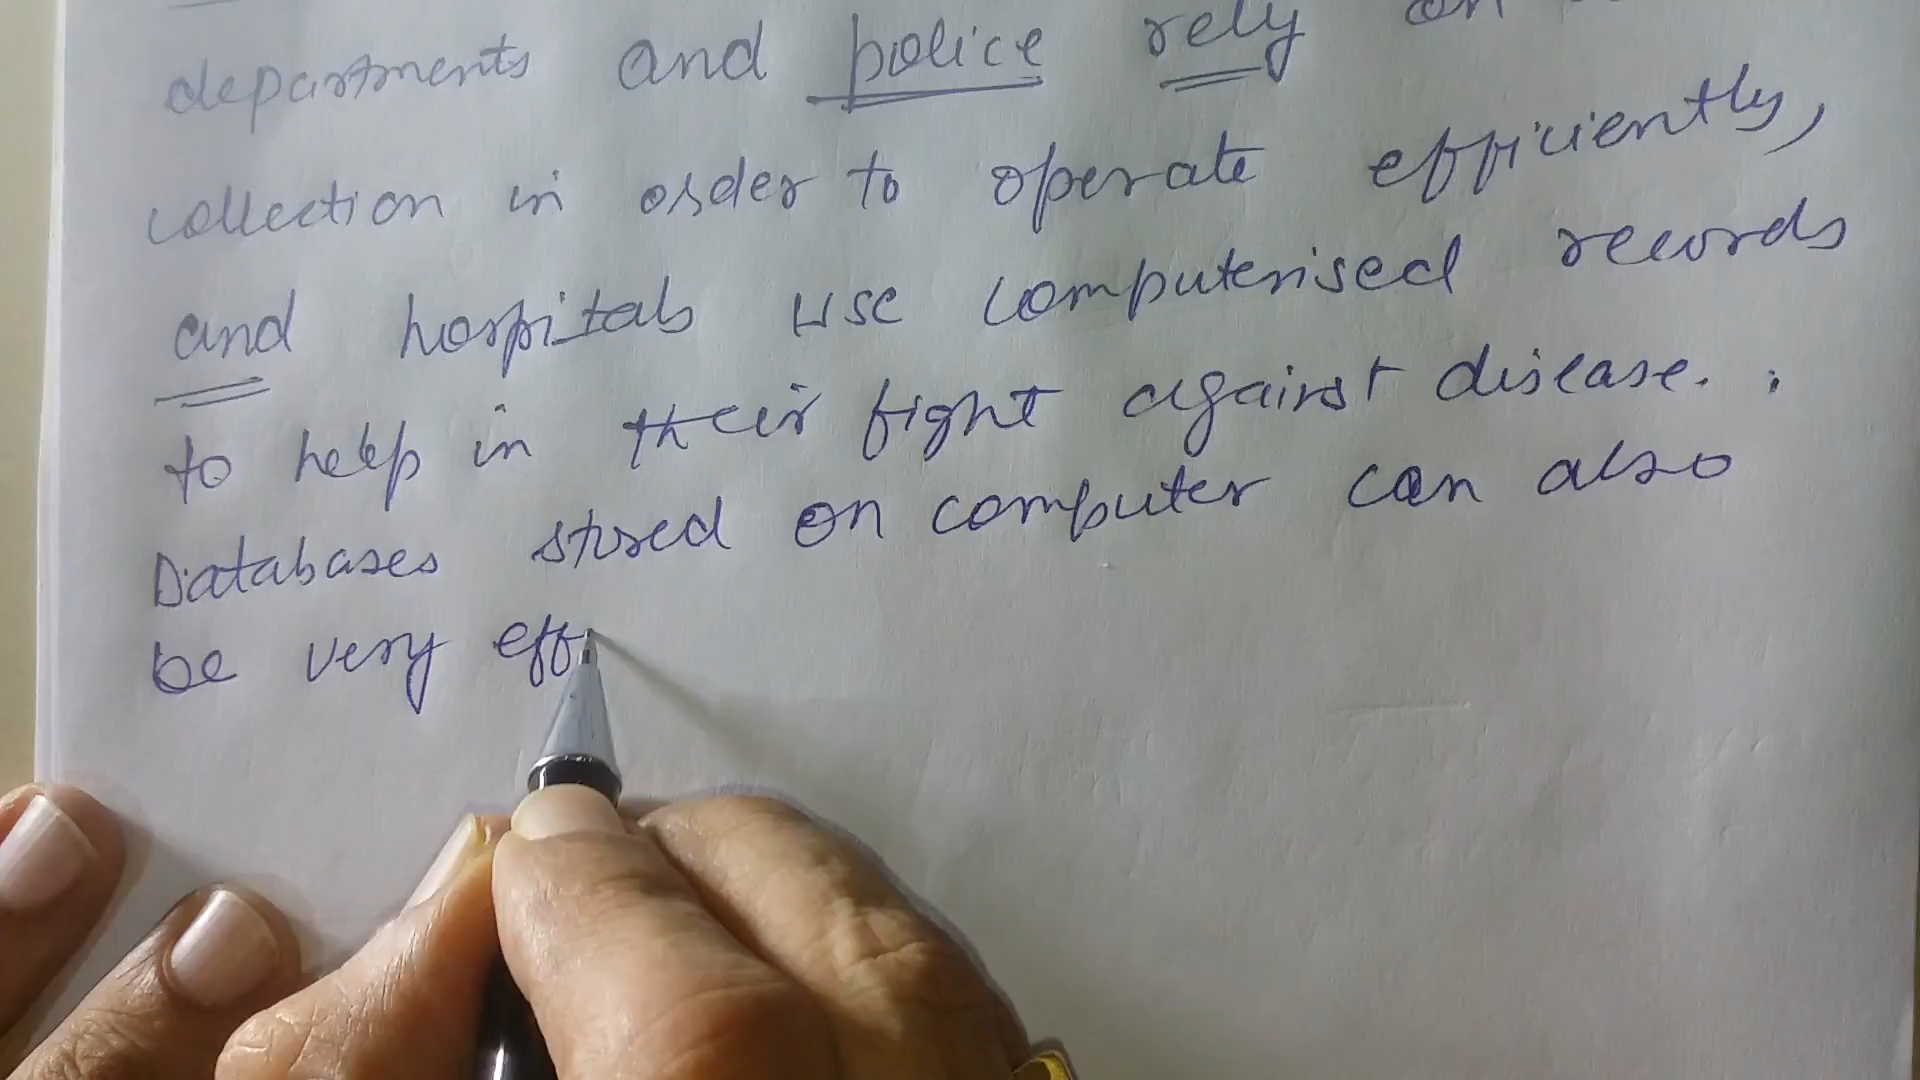 departments and police rely on
collection in order to operate efficiently,
and hospitals use computerised records
to help in their fight against disease.
Databases stored on computer can also
be very eff